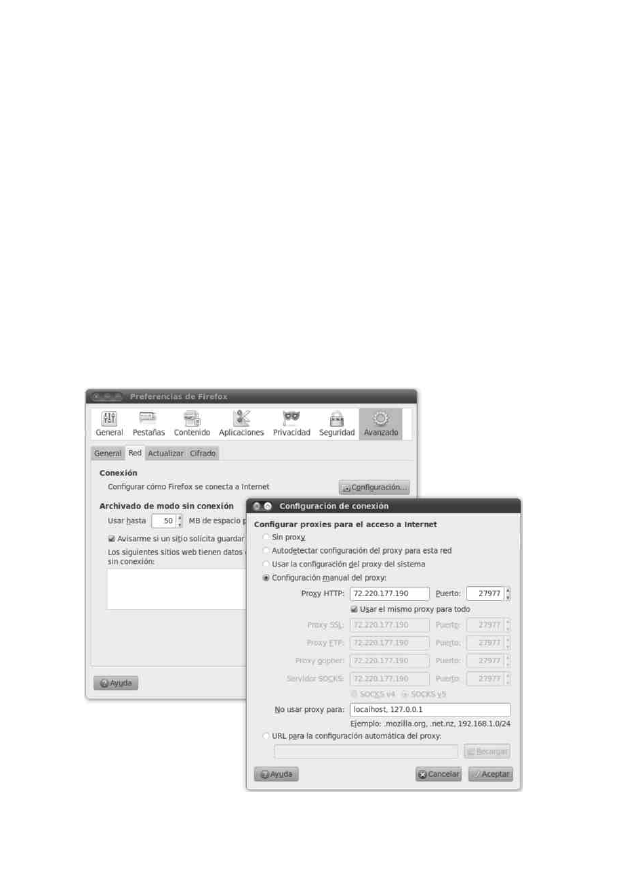 Preferencias de Firefox
General Pestañas Contenido Aplicaciones Privacidad Seguridad Avanzado
General Red Actualizar Cifrado
Conexión
Configurar cómo Firefox se conecta a Internet
Configuración...
Archivado de modo sin conexión
Usar hasta 50 MB de espacio
Avisarme si un sitio solicita guardar
Los siguientes sitios web tienen datos
sin conexión:
Ayuda
Configuración de conexión
Configurar proxies para el acceso a Internet
Sin proxy
Autodetectar configuración del proxy para esta red
Usar la configuración del proxy del sistema
Configuración manual del proxy:
Proxy HTTP: 72.220.177.190 Puerto: 27977
Usar el mismo proxy para todo
Proxy SSL: 72.220.177.190 Puerto: 27977
Proxy FTP: 72.220.177.190 Puerto: 27977
Proxy gopher: 72.220.177.190 Puerto: 27977
Servidor SOCKS: 72.220.177.190 Puerto: 27977
SOCKS v4 SOCKS v5
No usar proxy para: localhost, 127.0.0.1
Ejemplo: .mozilla.org, .net.nz, 192.168.1.0/24
URL para la configuración automática del proxy:
Recargar
Ayuda Cancelar Aceptar